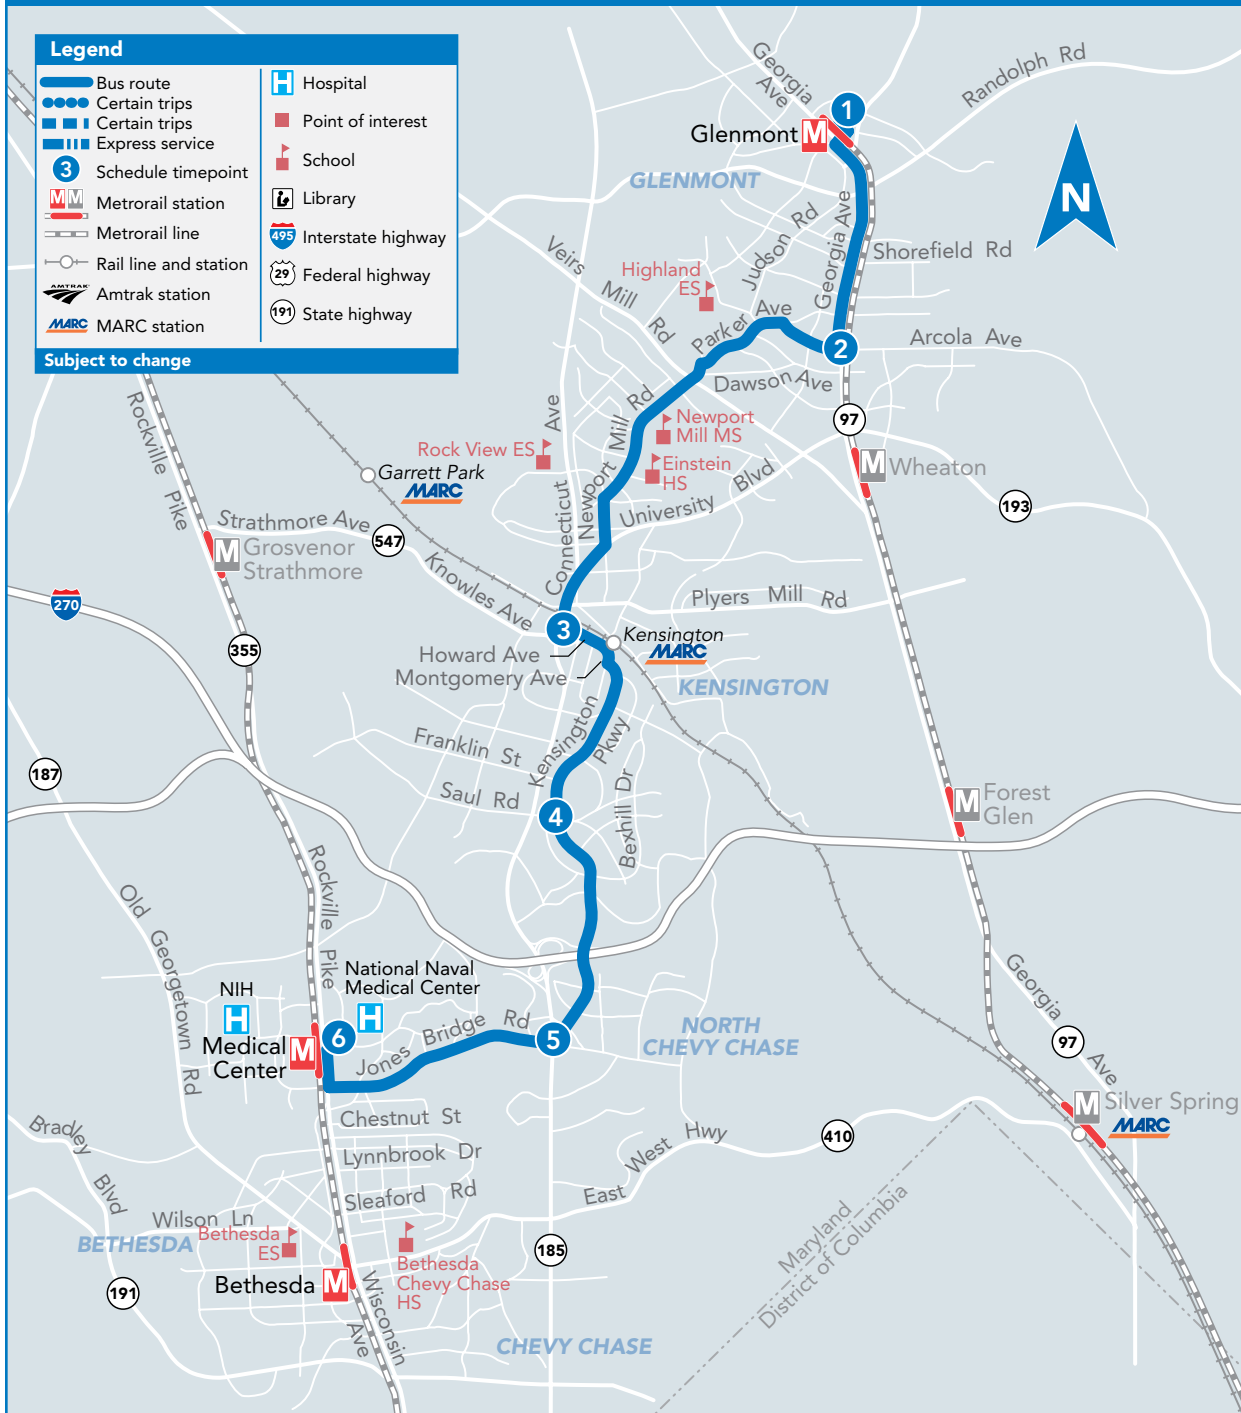 Legend
Bus route
Certain trips
Certain trips
Express service
3 Schedule timepoint
M M Metrorail station
Metrorail line
Rail line and station
AMTRAK Amtrak station
MARC MARC station
H Hospital
Point of interest
School
Library
495 Interstate highway
29 Federal highway
191 State highway
Subject to change
Georgia
Ave
Randolph Rd
1
Glenmont M
GLENMONT
N
Judson Rd
Georgia Ave
Shorefield Rd
Veirs
Mill
Rd
Highland
ES
Parker Ave
2
Arcola Ave
Dawson Ave
97
Rockville
Pike
Ave
Newport Mill Rd
Newport
Mill MS
Rock View ES
Einstein
HS
M Wheaton
Garrett Park
MARC
University Blvd
193
Connecticut
Strathmore Ave
547
M Grosvenor
Strathmore
Knowles Ave
270
Plyers Mill Rd
3
Kensington
MARC
355
Howard Ave
Montgomery Ave
KENSINGTON
Kensington
Pkwy
Franklin St
187
Saul Rd
4
Bexhill Dr
M Forest
Glen
Rockville
Pike
Old Georgetown Rd
NIH
H
National Naval
Medical Center
H
Georgia
Ave
6
Jones Bridge Rd
5
NORTH
CHEVY CHASE
97
Medical
Center M
Chestnut St
M Silver Spring
MARC
Bradley
Blvd
Lynnbrook Dr
410
East West Hwy
Sleaford Rd
Wilson Ln
BETHESDA
Bethesda
ES
Maryland
District of Columbia
185
Bethesda
Chevy Chase
HS
Bethesda M
191
Wisconsin
Ave
CHEVY CHASE